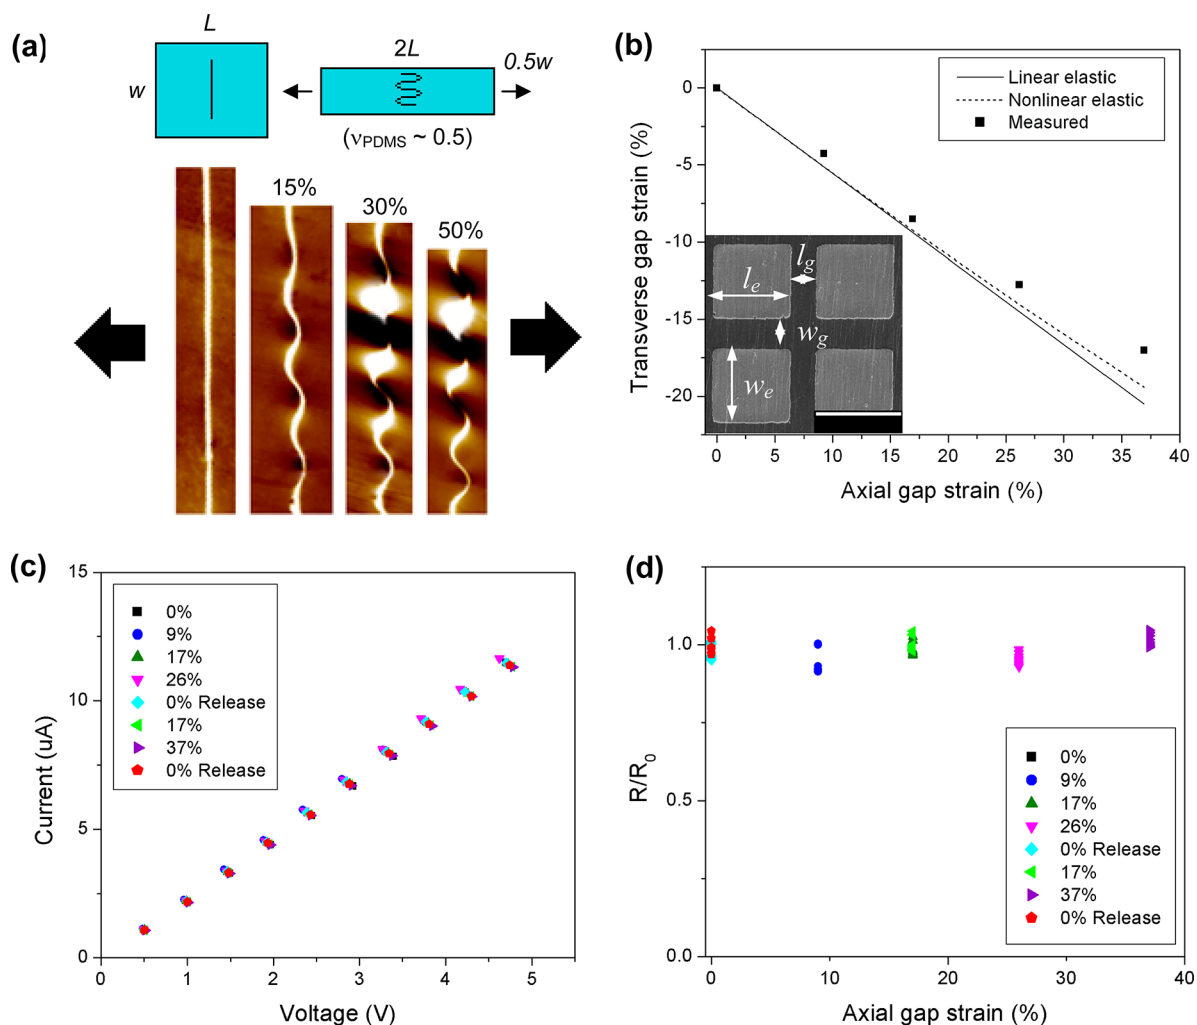 (a)
L
w
2L
0.5w
(νPDMS ~ 0.5)
15%
30%
50%
(b)
Transverse gap strain (%)
0
-5
-10
-15
-20
Linear elastic
Nonlinear elastic
Measured
lg
le
wg
we
0 5 10 15 20 25 30 35 40
Axial gap strain (%)
(c)
Current (uA)
15
10
5
0
0%
9%
17%
26%
0% Release
17%
37%
0% Release
0 1 2 3 4 5
Voltage (V)
(d)
R/R0
1.0
0.5
0.0
0%
9%
17%
26%
0% Release
17%
37%
0% Release
0 10 20 30 40
Axial gap strain (%)